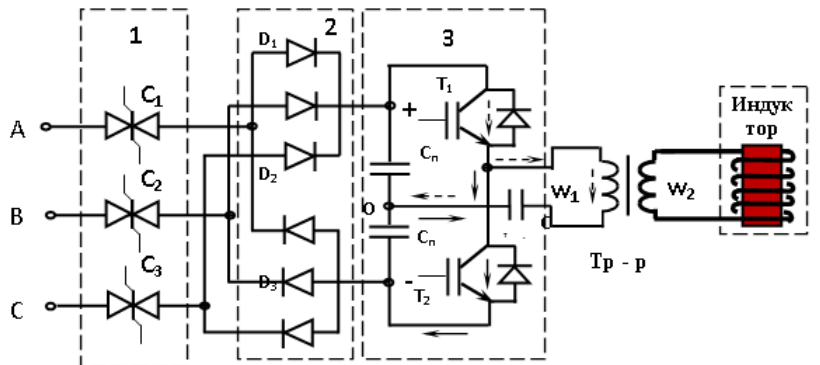 1
2
3
D₁
D₂
D₃
A
B
C
C₁
C₂
C₃
+
-
T₁
T₂
Cп
Cп
O
C
W₁
W₂
Тр - р
Индук
тор